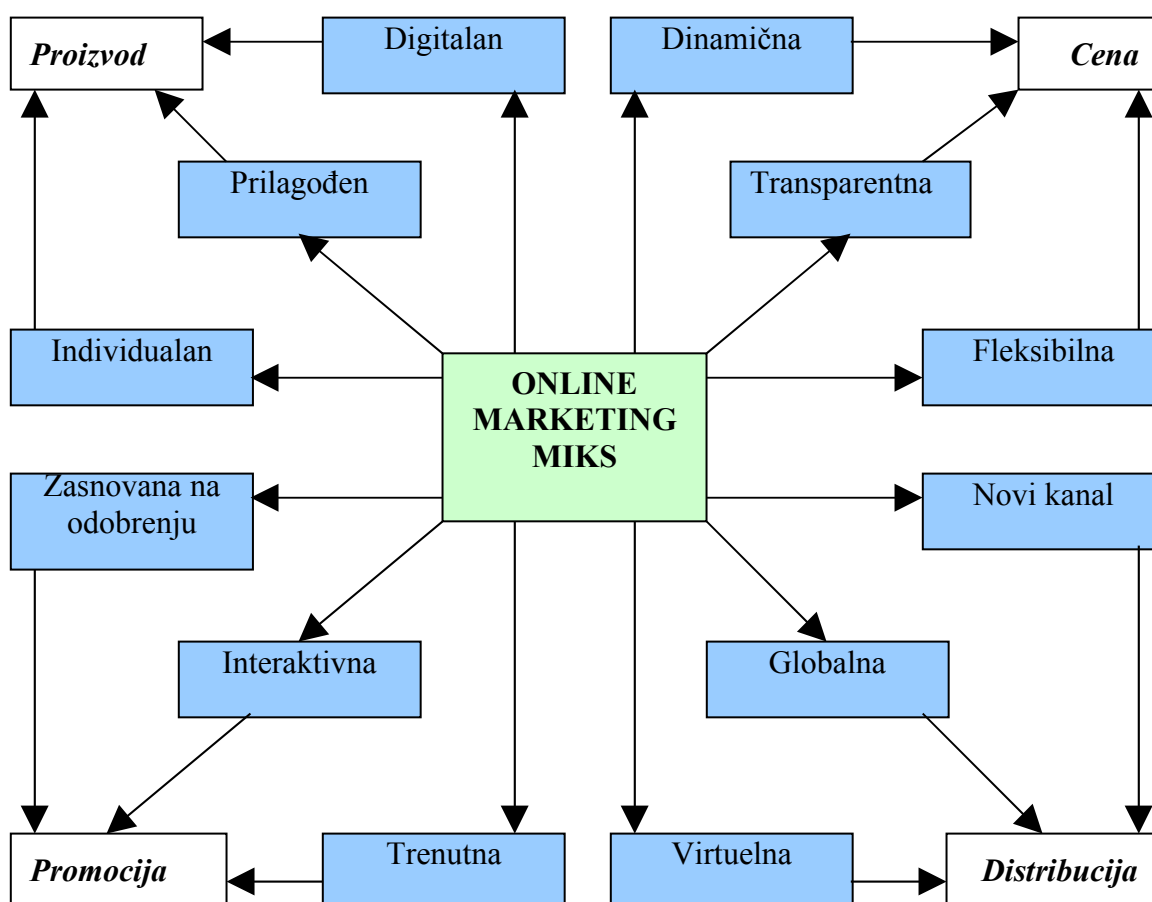 Proizvod
Digitalan
Dinamična
Cena
Prilagođen
Transparentna
Individualan
ONLINE
MARKETING
MIKS
Fleksibilna
Zasnovana na
odobrenju
Novi kanal
Interaktivna
Globalna
Promocija
Trenutna
Virtuelna
Distribucija